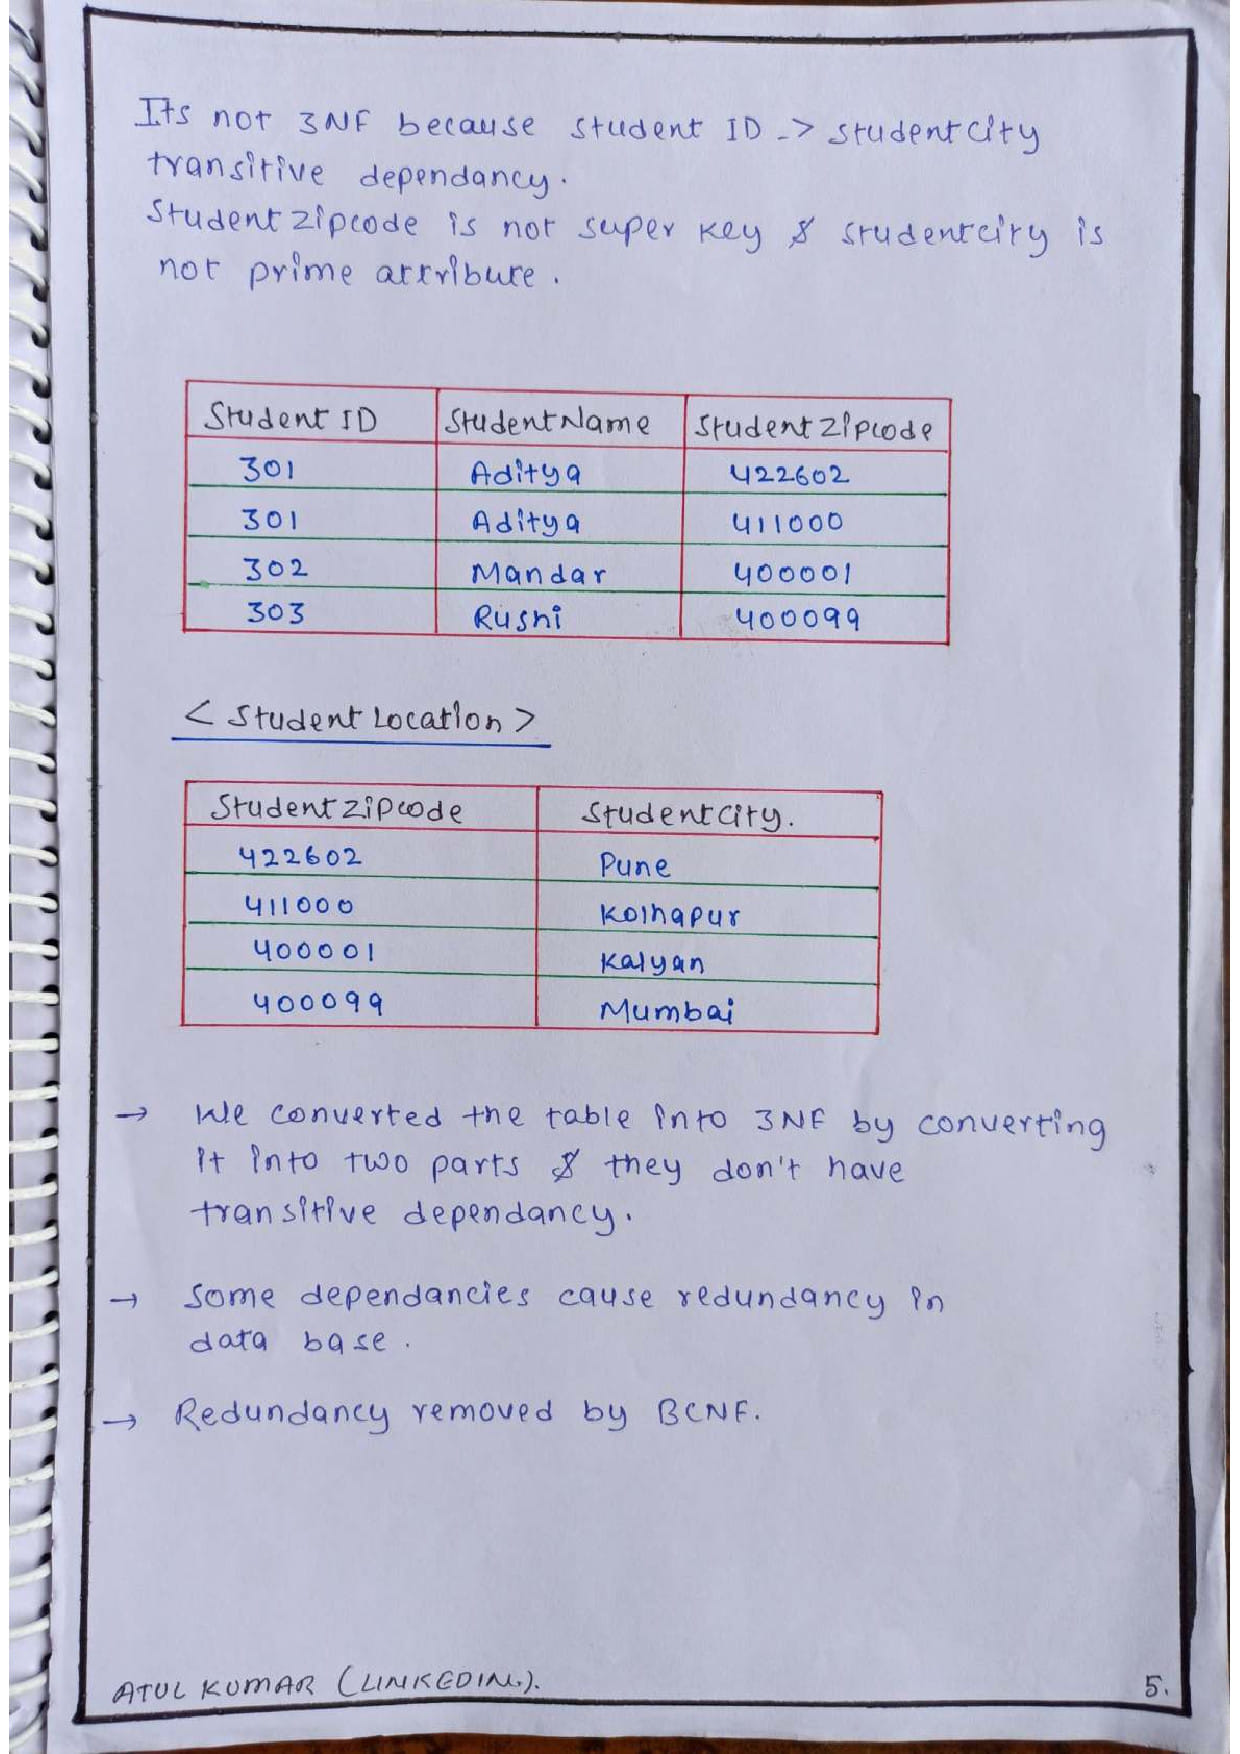 Its not 3NF because student ID -> studentcity
transitive dependancy.
Student zipcode is not super key & studentcity is
not prime attribute.
Student ID StudentName Student Zipcode
301 Aditya 422602
301 Aditya 411000
302 Mandar 400001
303 Rushi 400099
< Student Location >
Student zipcode Studentcity.
422602 Pune
411000 Kolhapur
400001 Kalyan
400099 Mumbai
→ We converted the table into 3NF by converting
it into two parts & they don't have
transitive dependancy.
→ Some dependancies cause redundancy in
data base.
→ Redundancy removed by BCNF.
ATUL KUMAR (LINKEDIN.).
5.